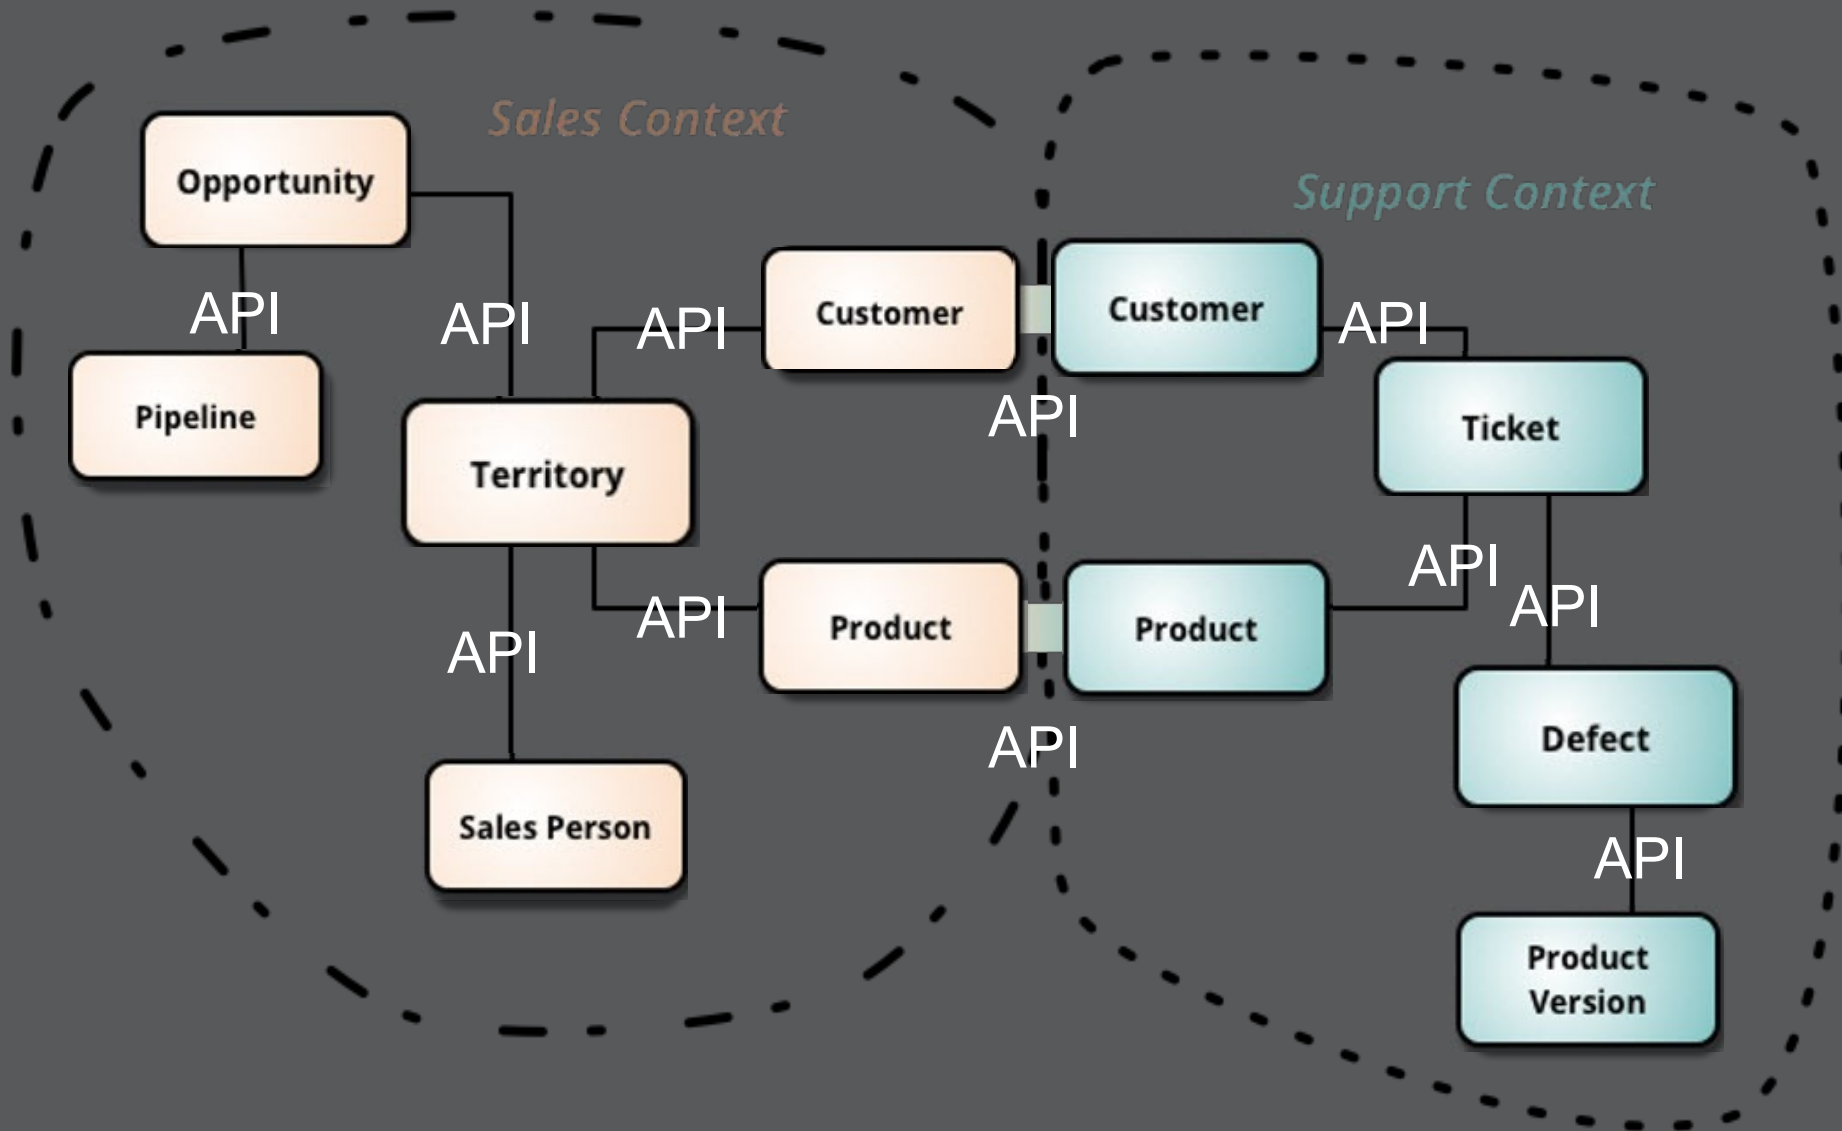 Sales Context
Support Context
Opportunity
API
API
API
Customer
Customer
API
Pipeline
Territory
API
Ticket
API
API
API
Product
Product
API
API
Defect
Sales Person
API
Product
Version